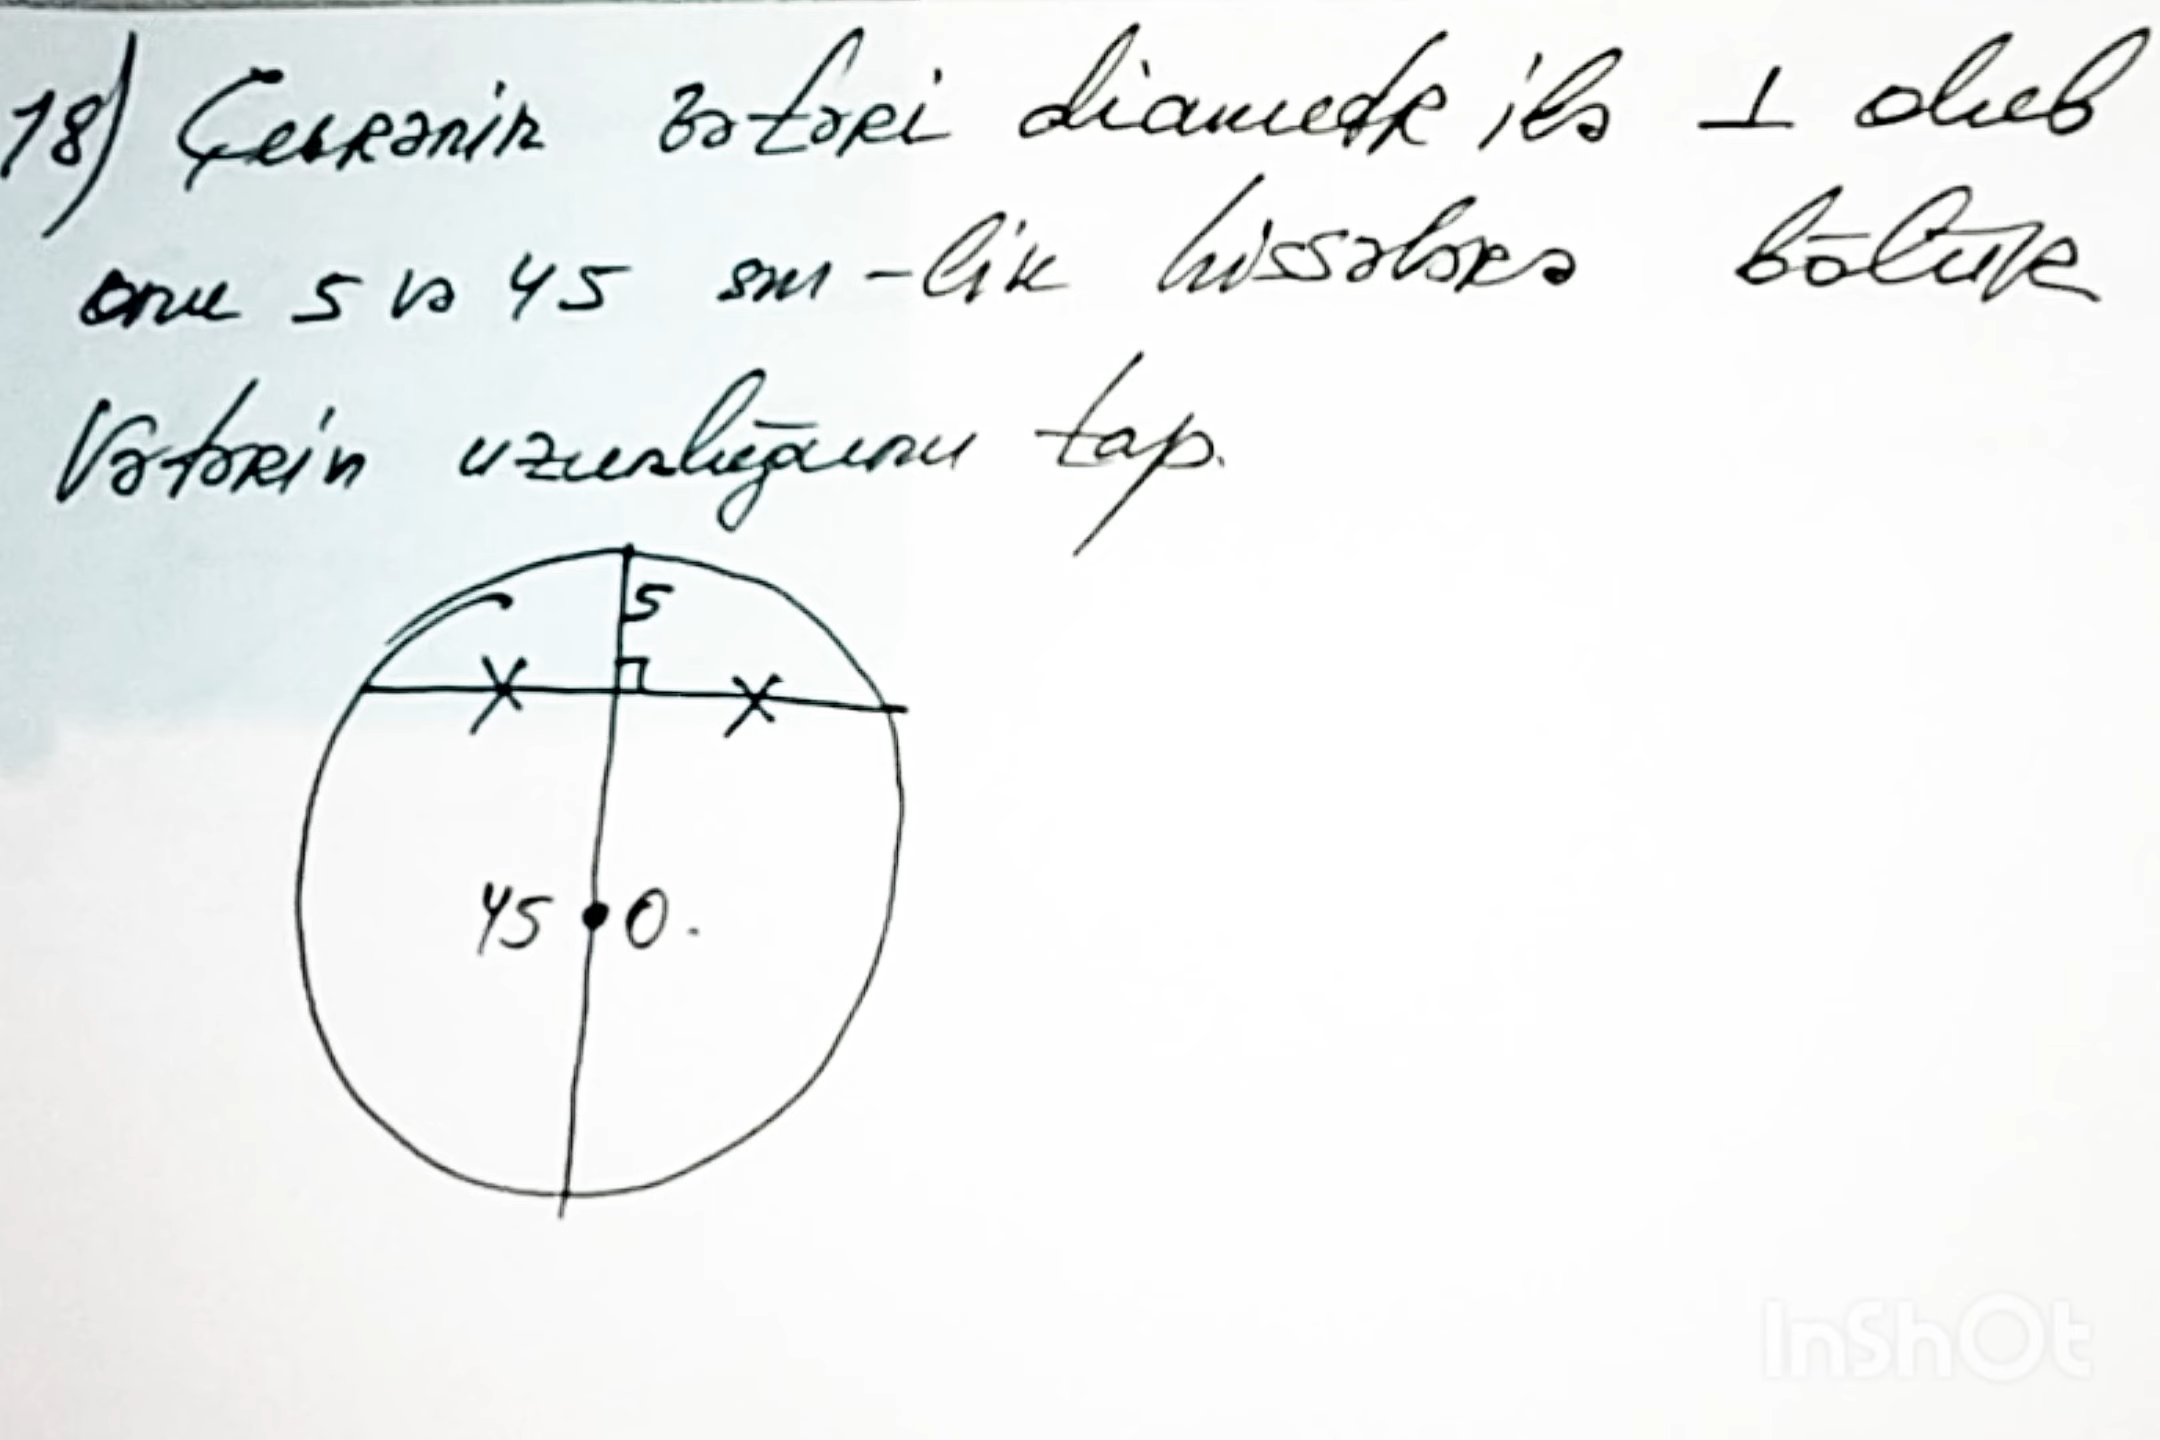 18) Çevrənin vətəri diametr ilə ⊥ olub
onu 5 və 45 sm-lik hissələrə bölür
Vətərin uzunluğunu tap.
5
x x
45 O.
InShOt